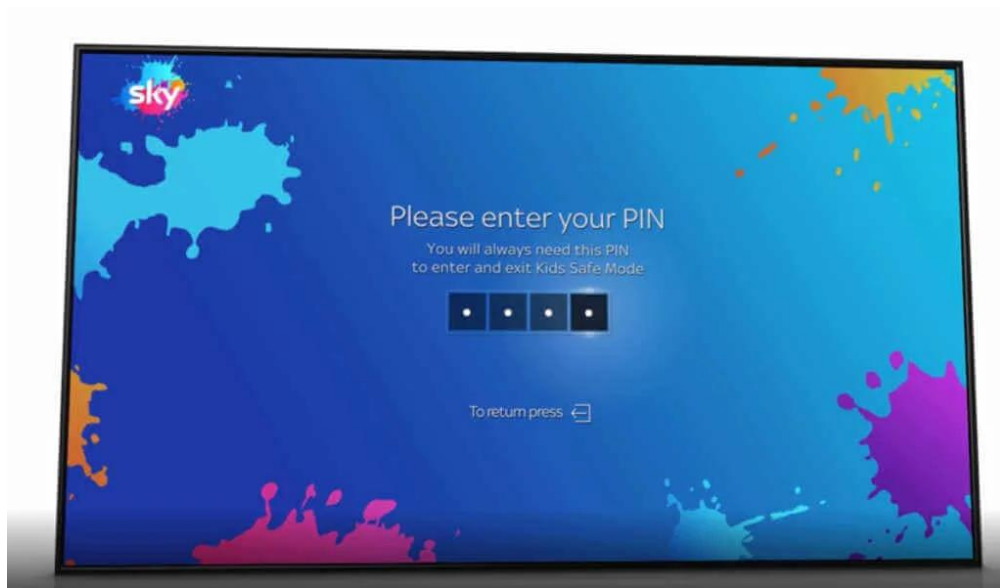 sky
Please enter your PIN
You will always need this PIN
to enter and exit Kids Safe Mode
To return press